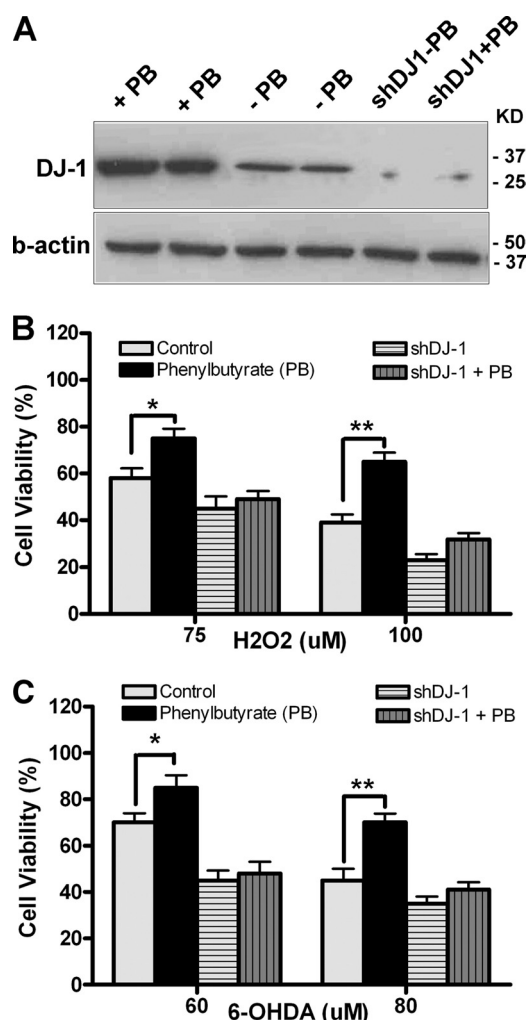 A
+ PB + PB - PB - PB shDJ1-PB shDJ1+PB
KD
DJ-1
- 37
- 25
b-actin
- 50
- 37
B
120
100
80
60
40
20
0
Cell Viability (%)
Control
Phenylbutyrate (PB)
shDJ-1
shDJ-1 + PB
*
**
75 100
H2O2 (uM)
C
120
100
80
60
40
20
0
Cell Viability (%)
Control
Phenylbutyrate (PB)
shDJ-1
shDJ-1 + PB
*
**
60 80
6-OHDA (uM)